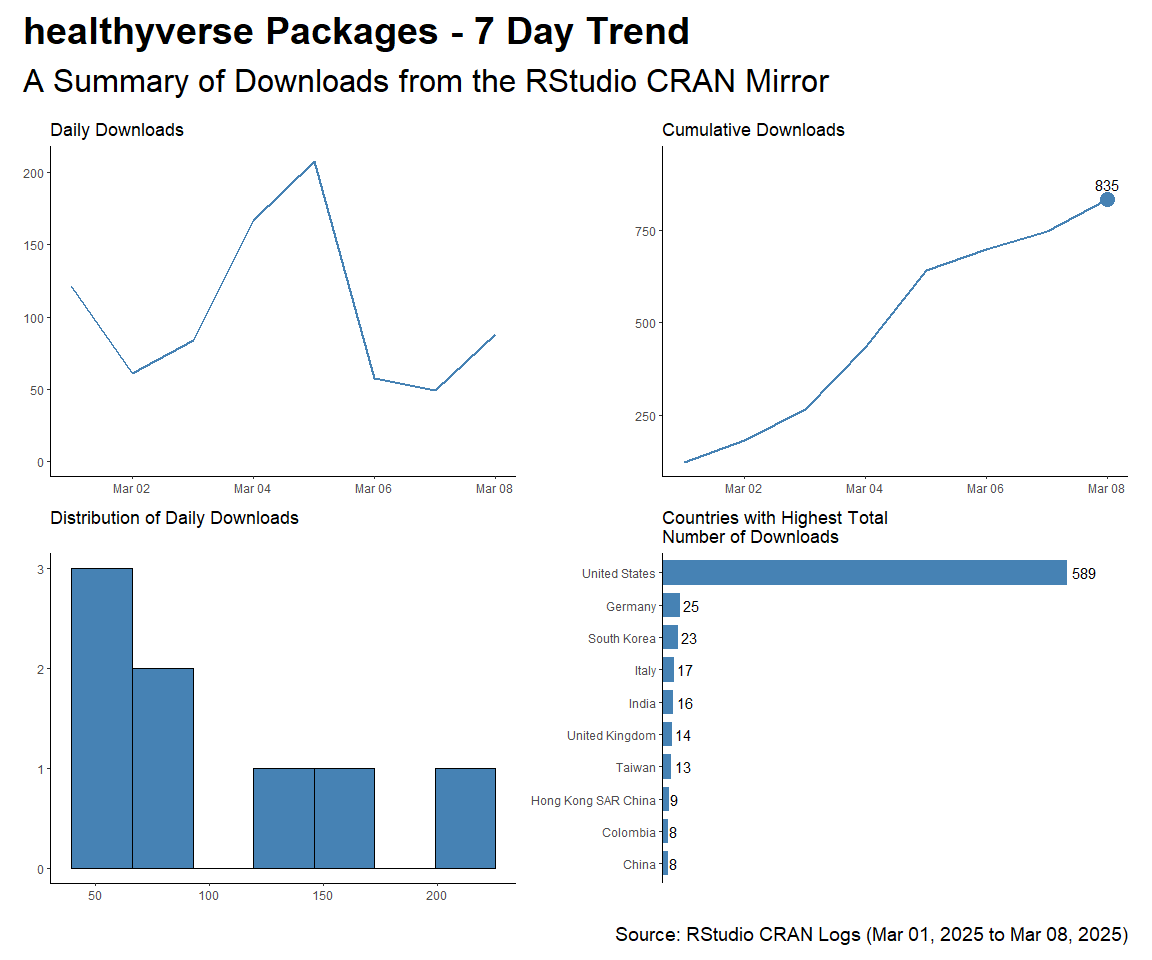 healthyverse Packages - 7 Day Trend
A Summary of Downloads from the RStudio CRAN Mirror
Daily Downloads
200
150
100
50
0
Mar 02 Mar 04 Mar 06 Mar 08
Cumulative Downloads
835
750
500
250
Mar 02 Mar 04 Mar 06 Mar 08
Distribution of Daily Downloads
3
2
1
0
50 100 150 200
Countries with Highest Total
Number of Downloads
United States 589
Germany 25
South Korea 23
Italy 17
India 16
United Kingdom 14
Taiwan 13
Hong Kong SAR China 9
Colombia 8
China 8
Source: RStudio CRAN Logs (Mar 01, 2025 to Mar 08, 2025)